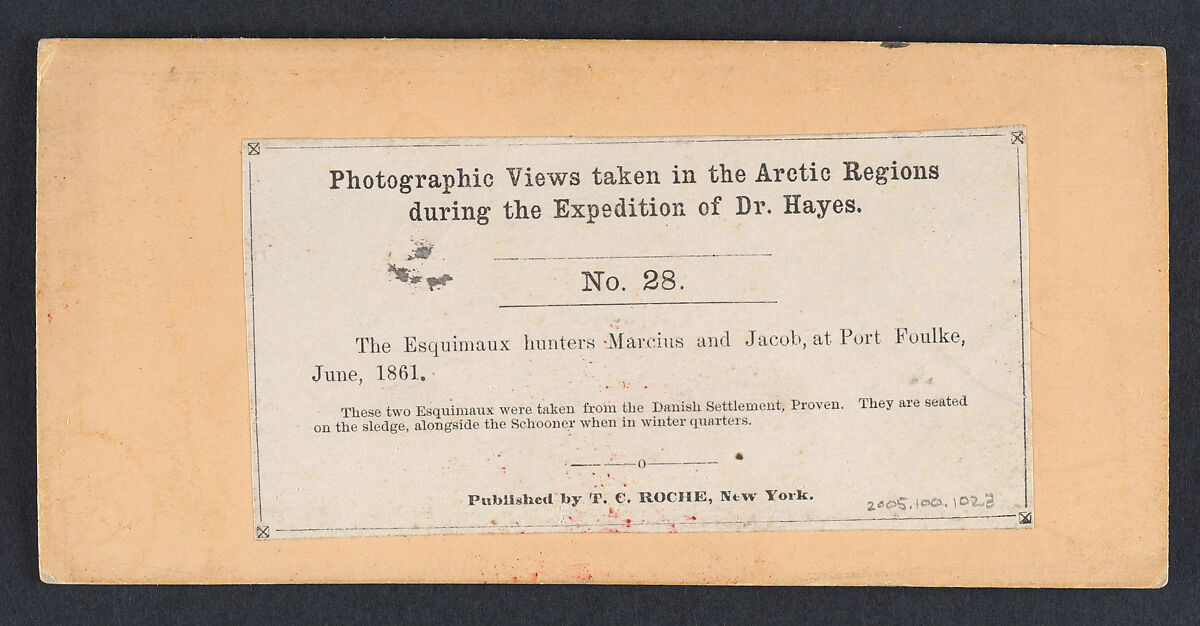 Photographic Views taken in the Arctic Regions
during the Expedition of Dr. Hayes.
No. 28.
The Esquimaux hunters Marcius and Jacob, at Port Foulke,
June, 1861.
These two Esquimaux were taken from the Danish Settlement, Proven. They are seated
on the sledge, alongside the Schooner when in winter quarters.
Published by T. C. ROCHE, New York.
2005.100.1023